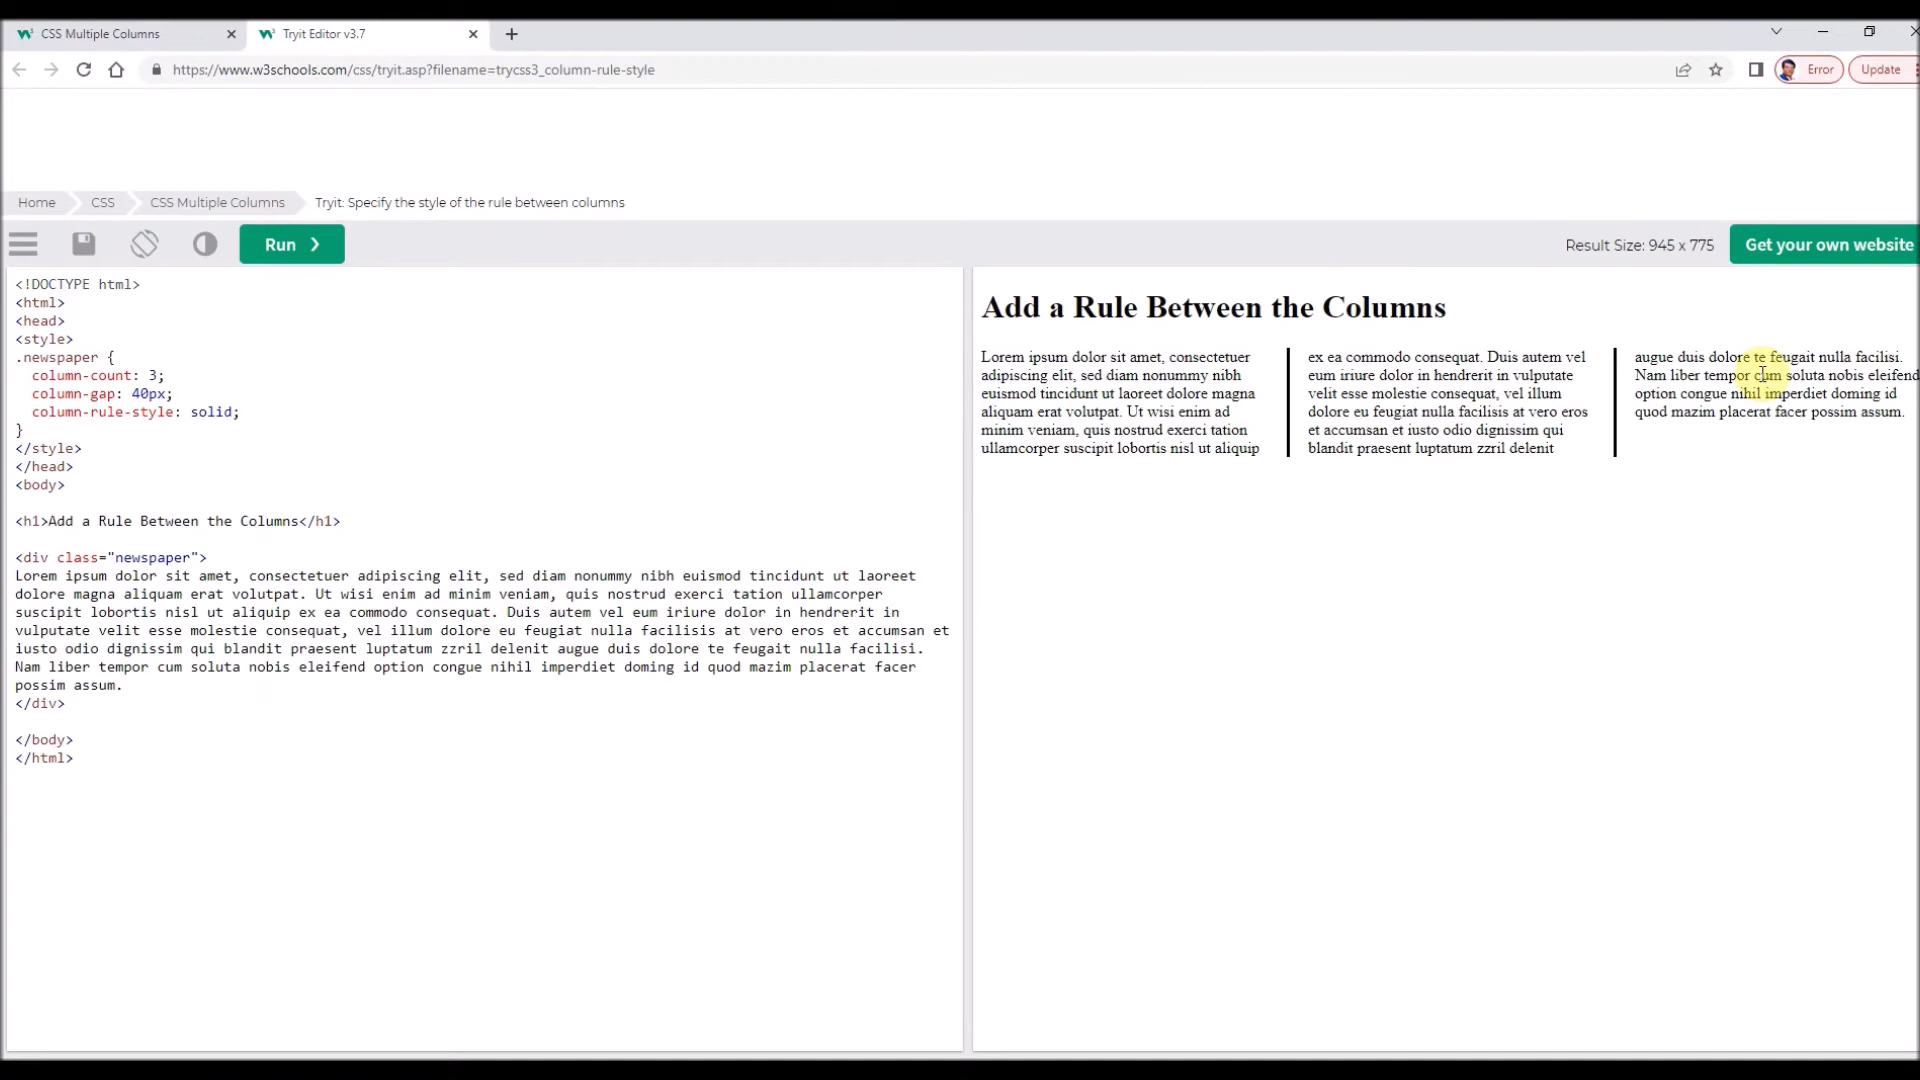 CSS Multiple Columns
Tryit Editor v3.7
https://www.w3schools.com/css/tryit.asp?filename=trycss3_column-rule-style
Error
Update
Home
CSS
CSS Multiple Columns
Tryit: Specify the style of the rule between columns
Run ❯
Result Size: 945 x 775
Get your own website
<!DOCTYPE html>
<html>
<head>
<style>
.newspaper {
  column-count: 3;
  column-gap: 40px;
  column-rule-style: solid;
}
</style>
</head>
<body>
<h1>Add a Rule Between the Columns</h1>
<div class="newspaper">
Lorem ipsum dolor sit amet, consectetuer adipiscing elit, sed diam nonummy nibh euismod tincidunt ut laoreet
dolore magna aliquam erat volutpat. Ut wisi enim ad minim veniam, quis nostrud exerci tation ullamcorper
suscipit lobortis nisl ut aliquip ex ea commodo consequat. Duis autem vel eum iriure dolor in hendrerit in
vulputate velit esse molestie consequat, vel illum dolore eu feugiat nulla facilisis at vero eros et accumsan et
iusto odio dignissim qui blandit praesent luptatum zzril delenit augue duis dolore te feugait nulla facilisi.
Nam liber tempor cum soluta nobis eleifend option congue nihil imperdiet doming id quod mazim placerat facer
possim assum.
</div>
</body>
</html>
Add a Rule Between the Columns
Lorem ipsum dolor sit amet, consectetuer
adipiscing elit, sed diam nonummy nibh
euismod tincidunt ut laoreet dolore magna
aliquam erat volutpat. Ut wisi enim ad
minim veniam, quis nostrud exerci tation
ullamcorper suscipit lobortis nisl ut aliquip
ex ea commodo consequat. Duis autem vel
eum iriure dolor in hendrerit in vulputate
velit esse molestie consequat, vel illum
dolore eu feugiat nulla facilisis at vero eros
et accumsan et iusto odio dignissim qui
blandit praesent luptatum zzril delenit
augue duis dolore te feugait nulla facilisi.
Nam liber tempor cum soluta nobis eleifend
option congue nihil imperdiet doming id
quod mazim placerat facer possim assum.